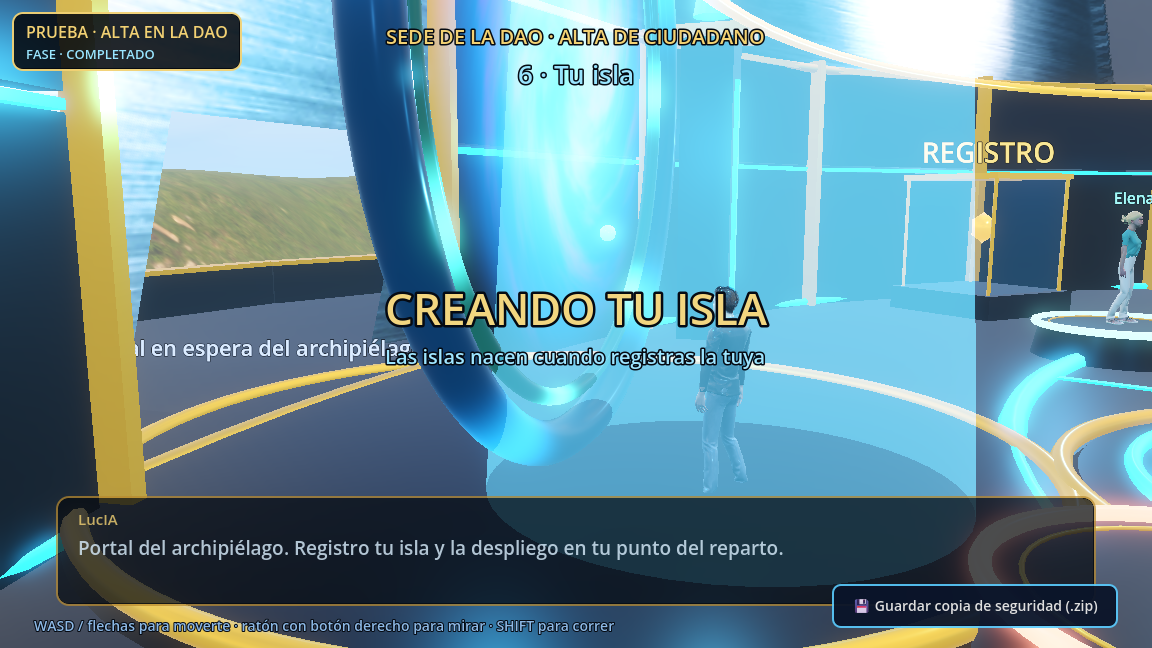 PRUEBA · ALTA EN LA DAO
FASE · COMPLETADO
SEDE DE LA DAO · ALTA DE CIUDADANO
6 · Tu isla
REGISTRO
Elena
CREANDO TU ISLA
Las islas nacen cuando registras la tuya
en espera del
LucIA
Portal del archipiélago. Registro tu isla y la despliego en tu punto del reparto.
Guardar copia de seguridad (.zip)
WASD / flechas para moverte · ratón con botón derecho para mirar · SHIFT para correr